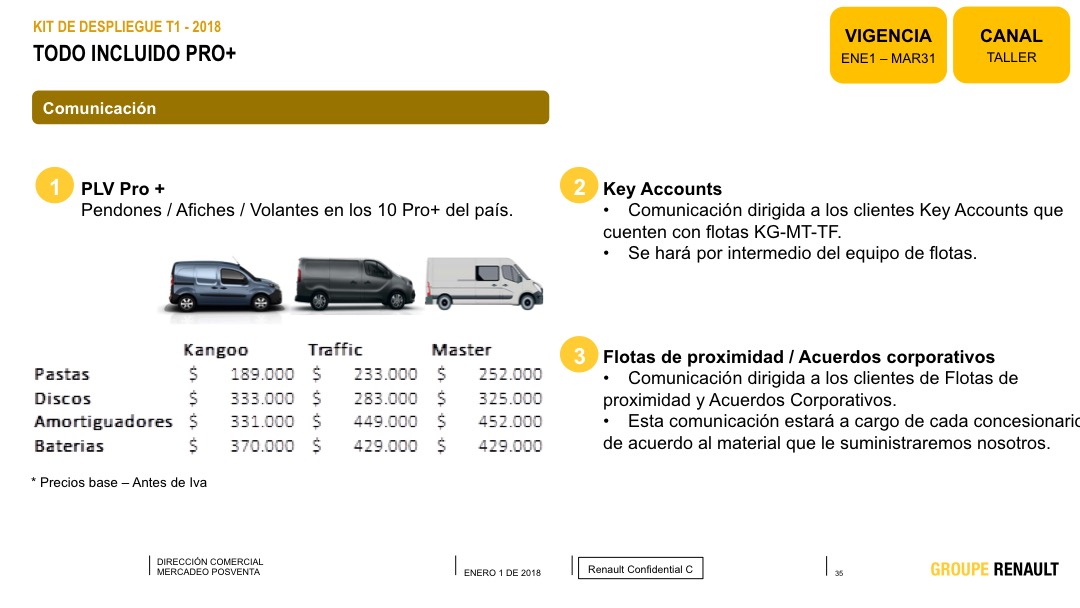 KIT DE DESPLIEGUE T1 - 2018
TODO INCLUIDO PRO+
VIGENCIA
ENE1 – MAR31
CANAL
TALLER
Comunicación
1
PLV Pro +
Pendones / Afiches / Volantes en los 10 Pro+ del país.
Kangoo Traffic Master
Pastas $ 189.000 $ 233.000 $ 252.000
Discos $ 333.000 $ 283.000 $ 325.000
Amortiguadores $ 331.000 $ 449.000 $ 452.000
Baterias $ 370.000 $ 429.000 $ 429.000
* Precios base – Antes de Iva
2
Key Accounts
• Comunicación dirigida a los clientes Key Accounts que
cuenten con flotas KG-MT-TF.
• Se hará por intermedio del equipo de flotas.
3
Flotas de proximidad / Acuerdos corporativos
• Comunicación dirigida a los clientes de Flotas de
proximidad y Acuerdos Corporativos.
• Esta comunicación estará a cargo de cada concesionario
de acuerdo al material que le suministraremos nosotros.
DIRECCIÓN COMERCIAL
MERCADEO POSVENTA
ENERO 1 DE 2018
Renault Confidential C
35
GROUPE RENAULT